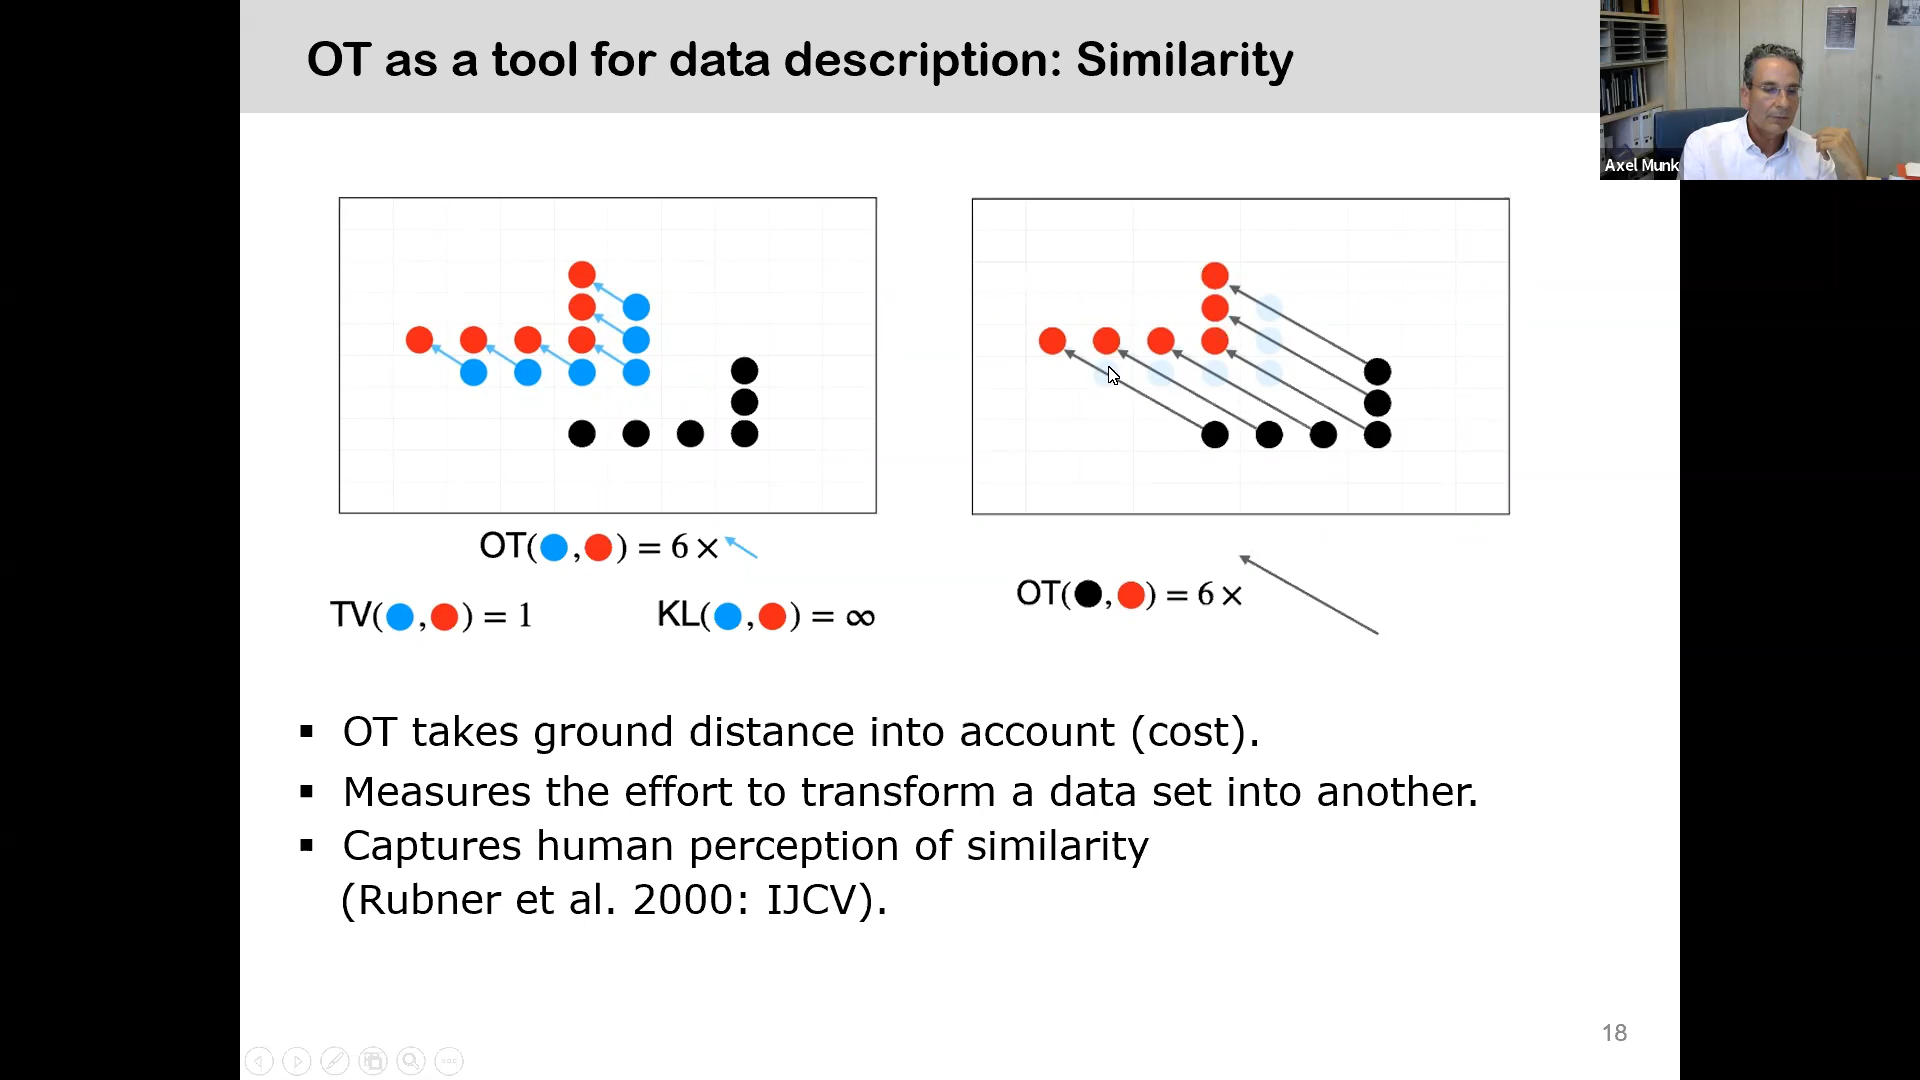 OT as a tool for data description: Similarity
Axel Munk
OT( , ) = 6 ×
TV( , ) = 1
KL( , ) = ∞
OT( , ) = 6 ×
▪ OT takes ground distance into account (cost).
▪ Measures the effort to transform a data set into another.
▪ Captures human perception of similarity
(Rubner et al. 2000: IJCV).
18